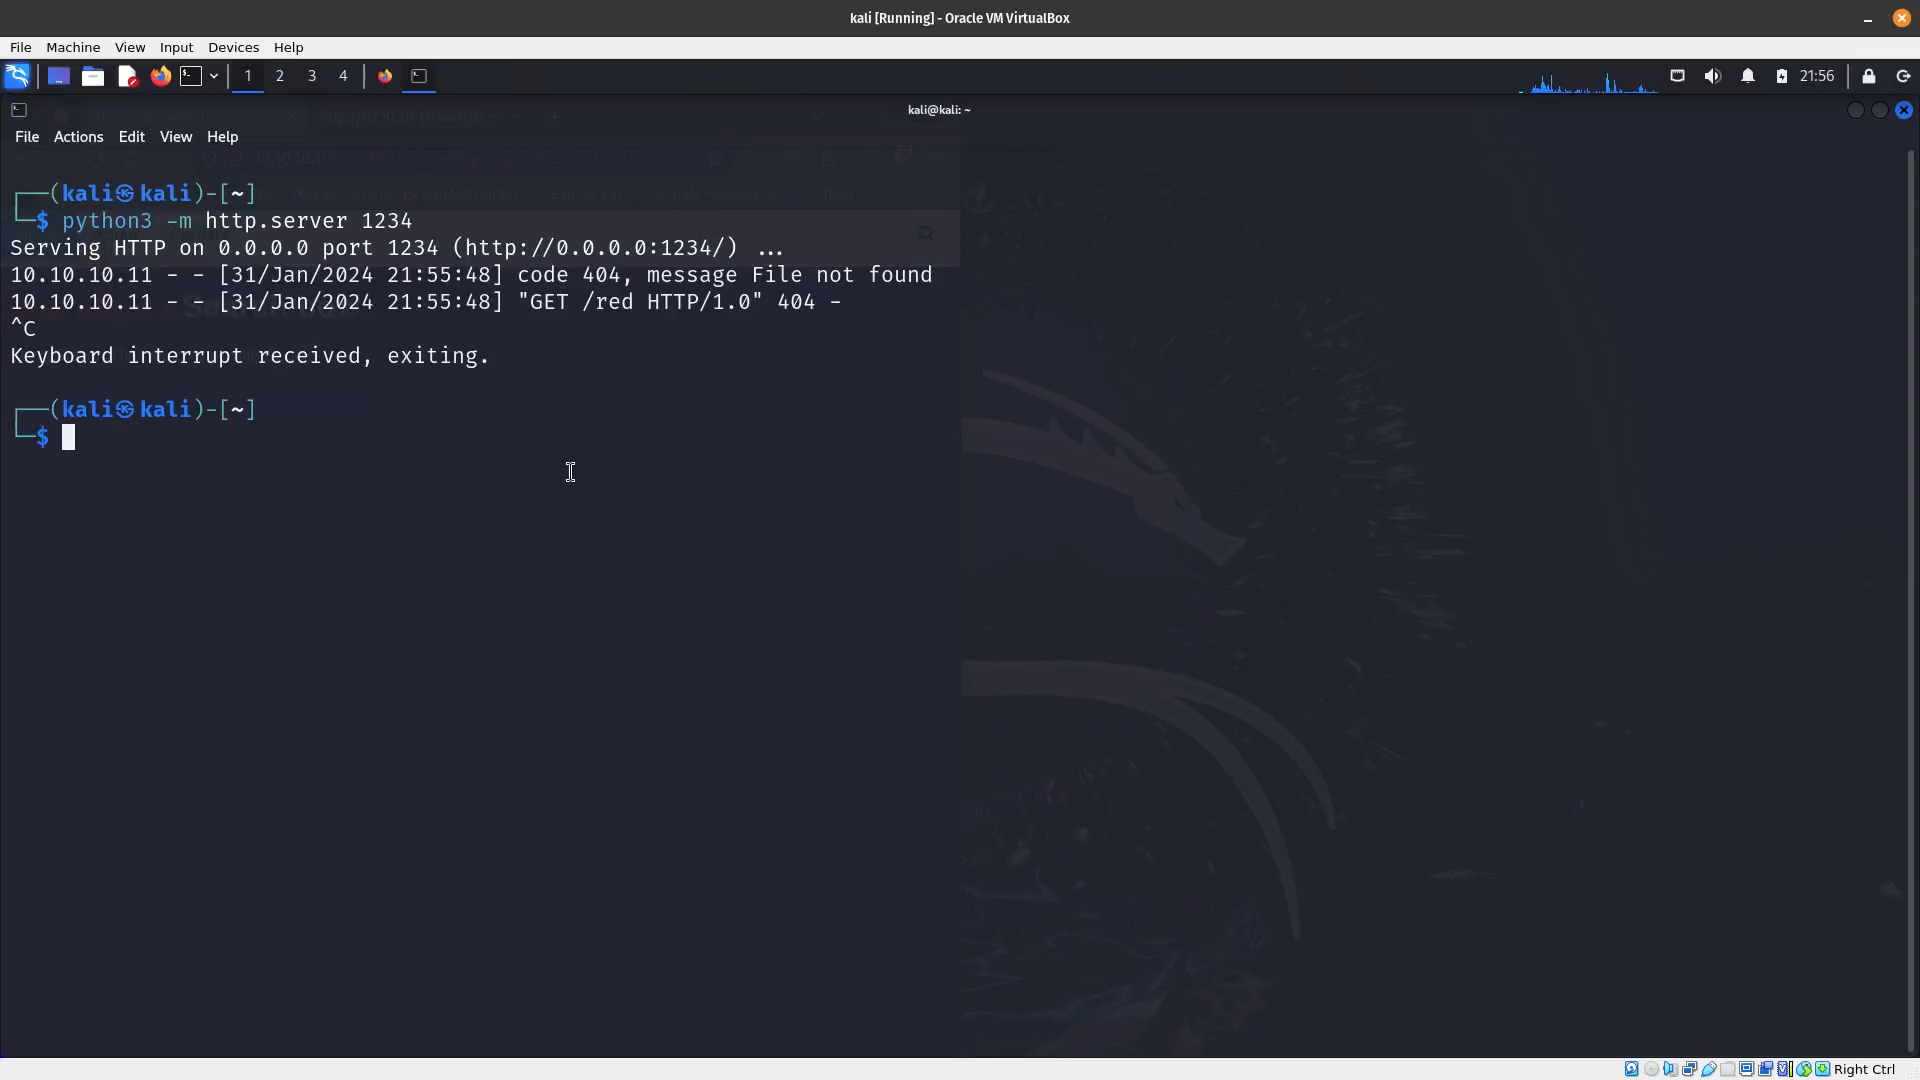 kali [Running] - Oracle VM VirtualBox
File Machine View Input Devices Help
1 2 3 4 21:56
kali@kali: ~
File Actions Edit View Help
┌──(kali㉿kali)-[~]
└─$ python3 -m http.server 1234
Serving HTTP on 0.0.0.0 port 1234 (http://0.0.0.0:1234/) ...
10.10.10.11 - - [31/Jan/2024 21:55:48] code 404, message File not found
10.10.10.11 - - [31/Jan/2024 21:55:48] "GET /red HTTP/1.0" 404 -
^C
Keyboard interrupt received, exiting.
┌──(kali㉿kali)-[~]
└─$
Right Ctrl